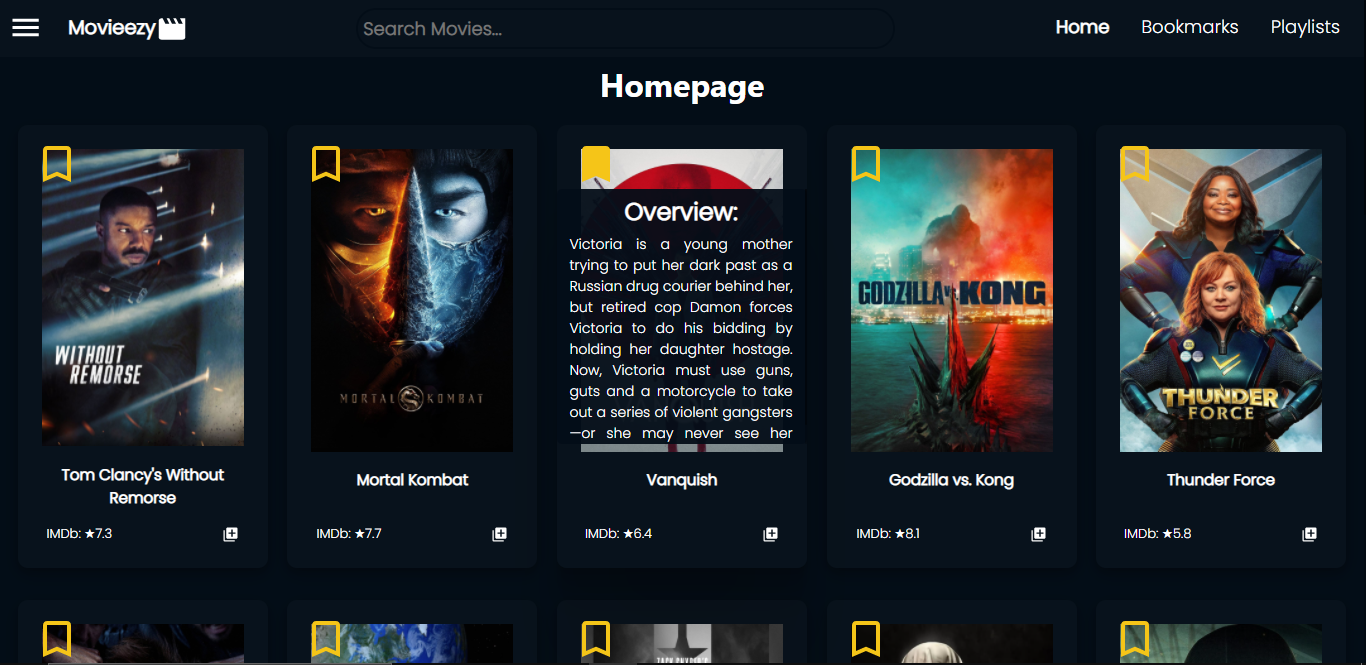 Movieezy
Search Movies...
Home
Bookmarks
Playlists
Homepage
WITHOUT
REMORSE
MORTAL KOMBAT
Overview:
Victoria is a young mother
trying to put her dark past as a
Russian drug courier behind her,
but retired cop Damon forces
Victoria to do his bidding by
holding her daughter hostage.
Now, Victoria must use guns,
guts and a motorcycle to take
out a series of violent gangsters
—or she may never see her
GODZILLA vs. KONG
THUNDER
FORCE
Tom Clancy's Without
Remorse
Mortal Kombat
Vanquish
Godzilla vs. Kong
Thunder Force
IMDb: ★7.3
IMDb: ★7.7
IMDb: ★6.4
IMDb: ★8.1
IMDb: ★5.8
ZACK SNYDER'S